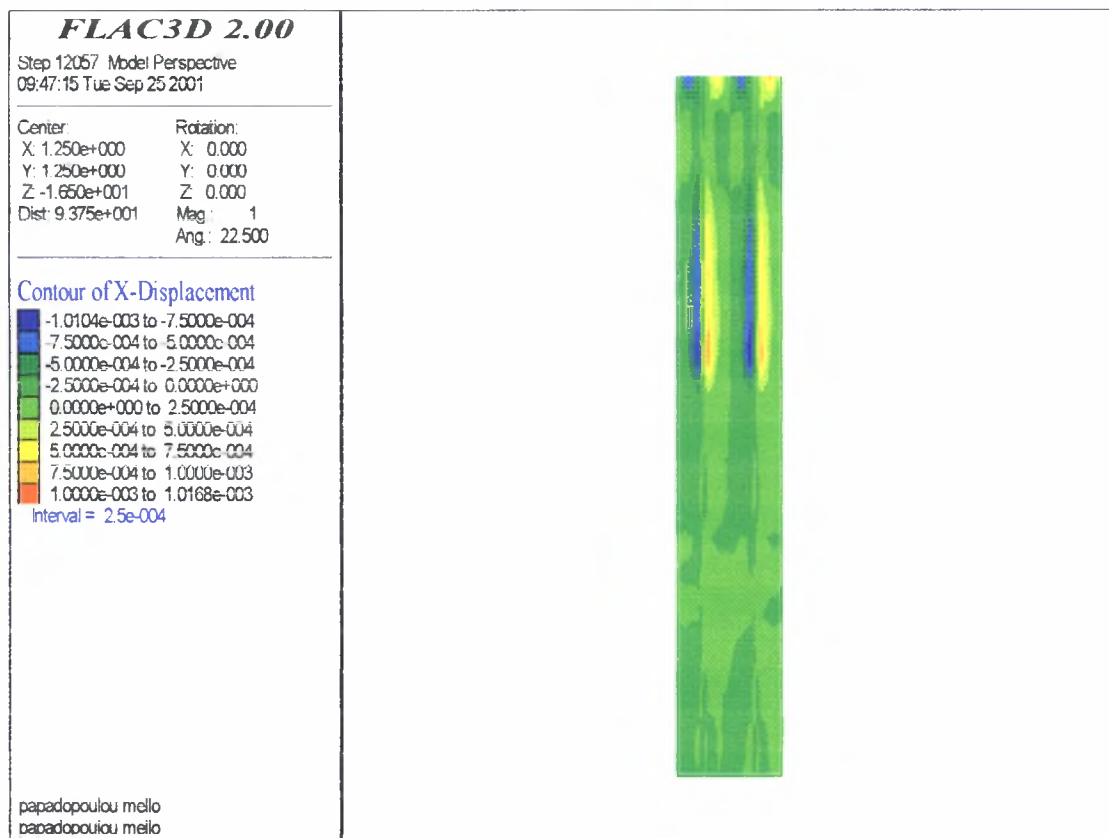 FLAC3D 2.00
Step 12057 Model Perspective
09:47:15 Tue Sep 25 2001
Center: Rotation:
X: 1.250e+000 X: 0.000
Y: 1.250e+000 Y: 0.000
Z: -1.650e+001 Z: 0.000
Dist: 9.375e+001 Mag.: 1
Ang.: 22.500
Contour of X-Displacement
-1.0104e-003 to -7.5000e-004
-7.5000e-004 to -5.0000e-004
-5.0000e-004 to -2.5000e-004
-2.5000e-004 to 0.0000e+000
0.0000e+000 to 2.5000e-004
2.5000e-004 to 5.0000e-004
5.0000e-004 to 7.5000e-004
7.5000e-004 to 1.0000e-003
1.0000e-003 to 1.0168e-003
Interval = 2.5e-004
papadopoulou mello
papadopoulou mello